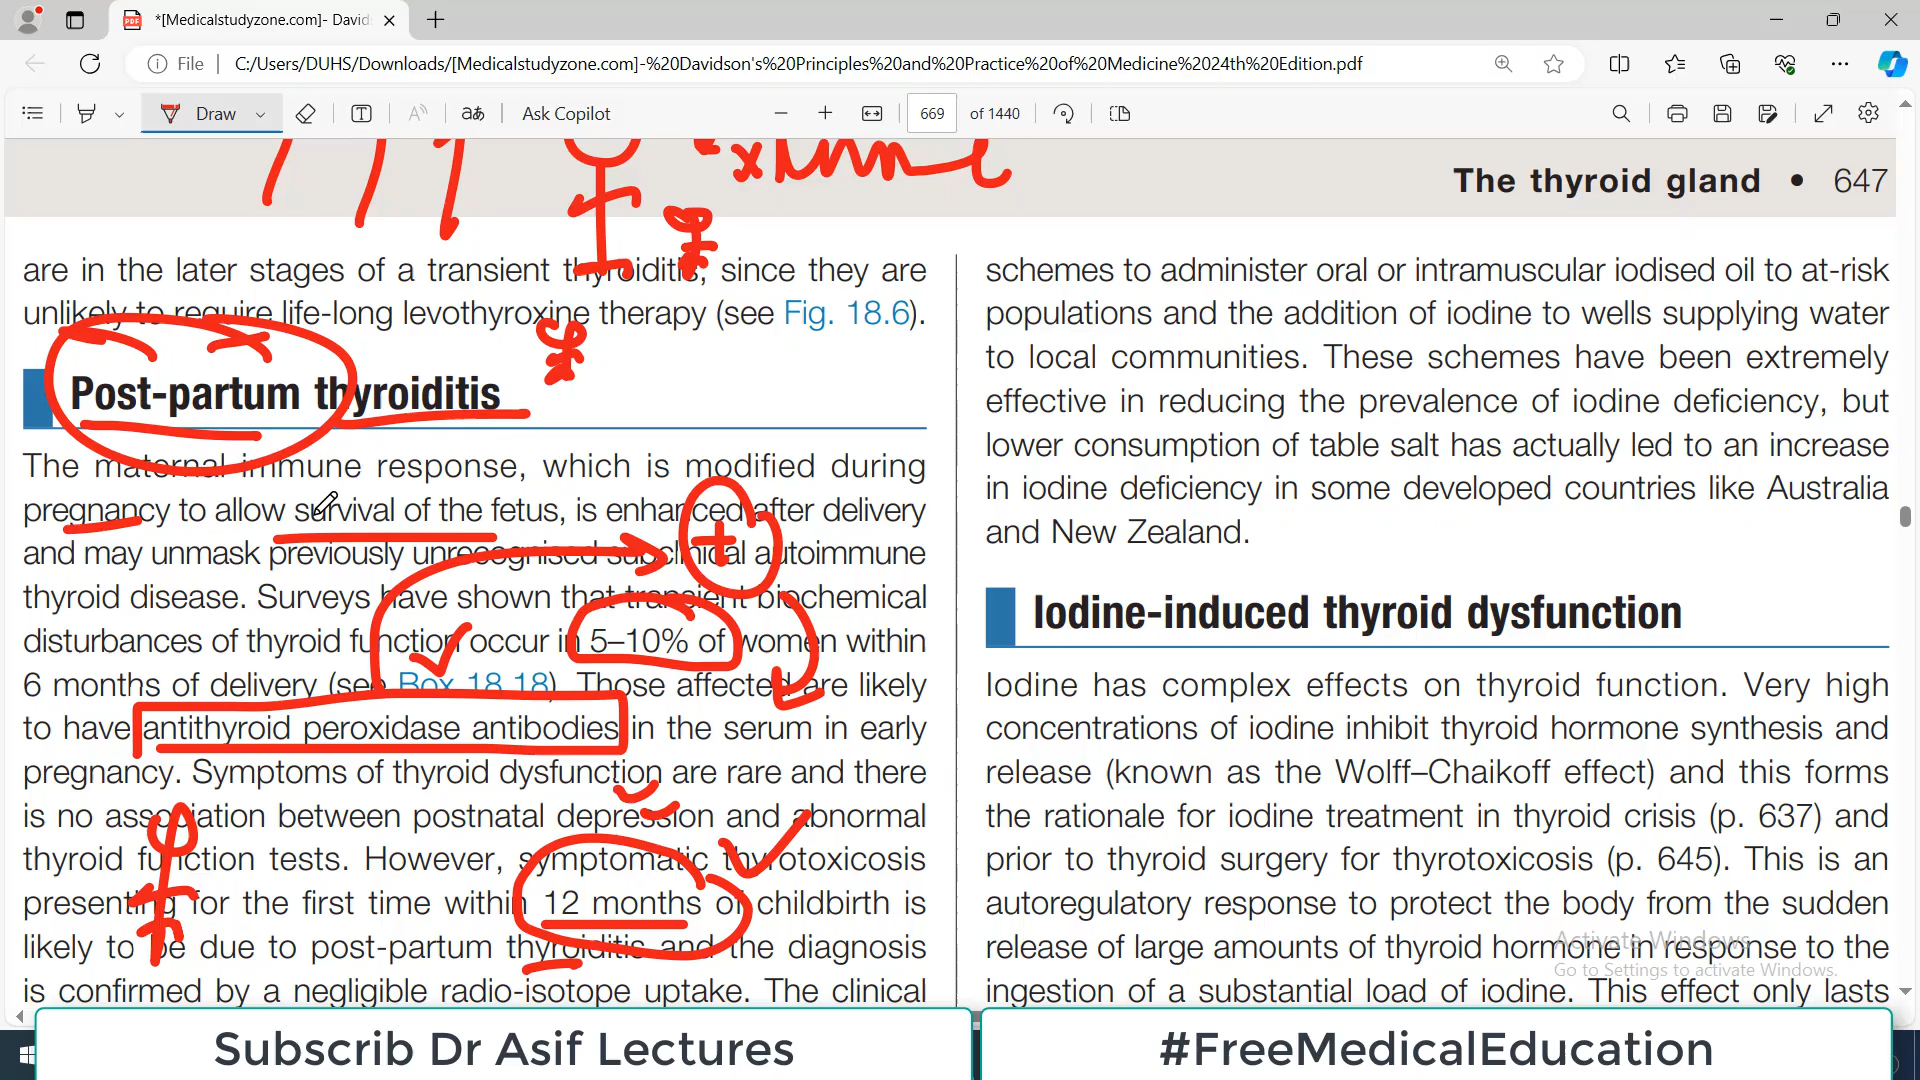 *[Medicalstudyzone.com]- David
File
C:/Users/DUHS/Downloads/[Medicalstudyzone.com]-%20Davidson's%20Principles%20and%20Practice%20of%20Medicine%2024th%20Edition.pdf
Draw
Ask Copilot
669 of 1440
The thyroid gland • 647
are in the later stages of a transient thyroiditis, since they are
unlikely to require life-long levothyroxine therapy (see Fig. 18.6).
Post-partum thyroiditis
The maternal immune response, which is modified during
pregnancy to allow survival of the fetus, is enhanced after delivery
and may unmask previously unrecognised subclinical autoimmune
thyroid disease. Surveys have shown that transient biochemical
disturbances of thyroid function occur in 5–10% of women within
6 months of delivery (see Box 18.18). Those affected are likely
to have antithyroid peroxidase antibodies in the serum in early
pregnancy. Symptoms of thyroid dysfunction are rare and there
is no association between postnatal depression and abnormal
thyroid function tests. However, symptomatic thyrotoxicosis
presenting for the first time within 12 months of childbirth is
likely to be due to post-partum thyroiditis and the diagnosis
is confirmed by a negligible radio-isotope uptake. The clinical
schemes to administer oral or intramuscular iodised oil to at-risk
populations and the addition of iodine to wells supplying water
to local communities. These schemes have been extremely
effective in reducing the prevalence of iodine deficiency, but
lower consumption of table salt has actually led to an increase
in iodine deficiency in some developed countries like Australia
and New Zealand.
Iodine-induced thyroid dysfunction
Iodine has complex effects on thyroid function. Very high
concentrations of iodine inhibit thyroid hormone synthesis and
release (known as the Wolff–Chaikoff effect) and this forms
the rationale for iodine treatment in thyroid crisis (p. 637) and
prior to thyroid surgery for thyrotoxicosis (p. 645). This is an
autoregulatory response to protect the body from the sudden
release of large amounts of thyroid hormone in response to the
ingestion of a substantial load of iodine. This effect only lasts
Activate Windows
Go to Settings to activate Windows.
Subscrib Dr Asif Lectures
#FreeMedicalEducation